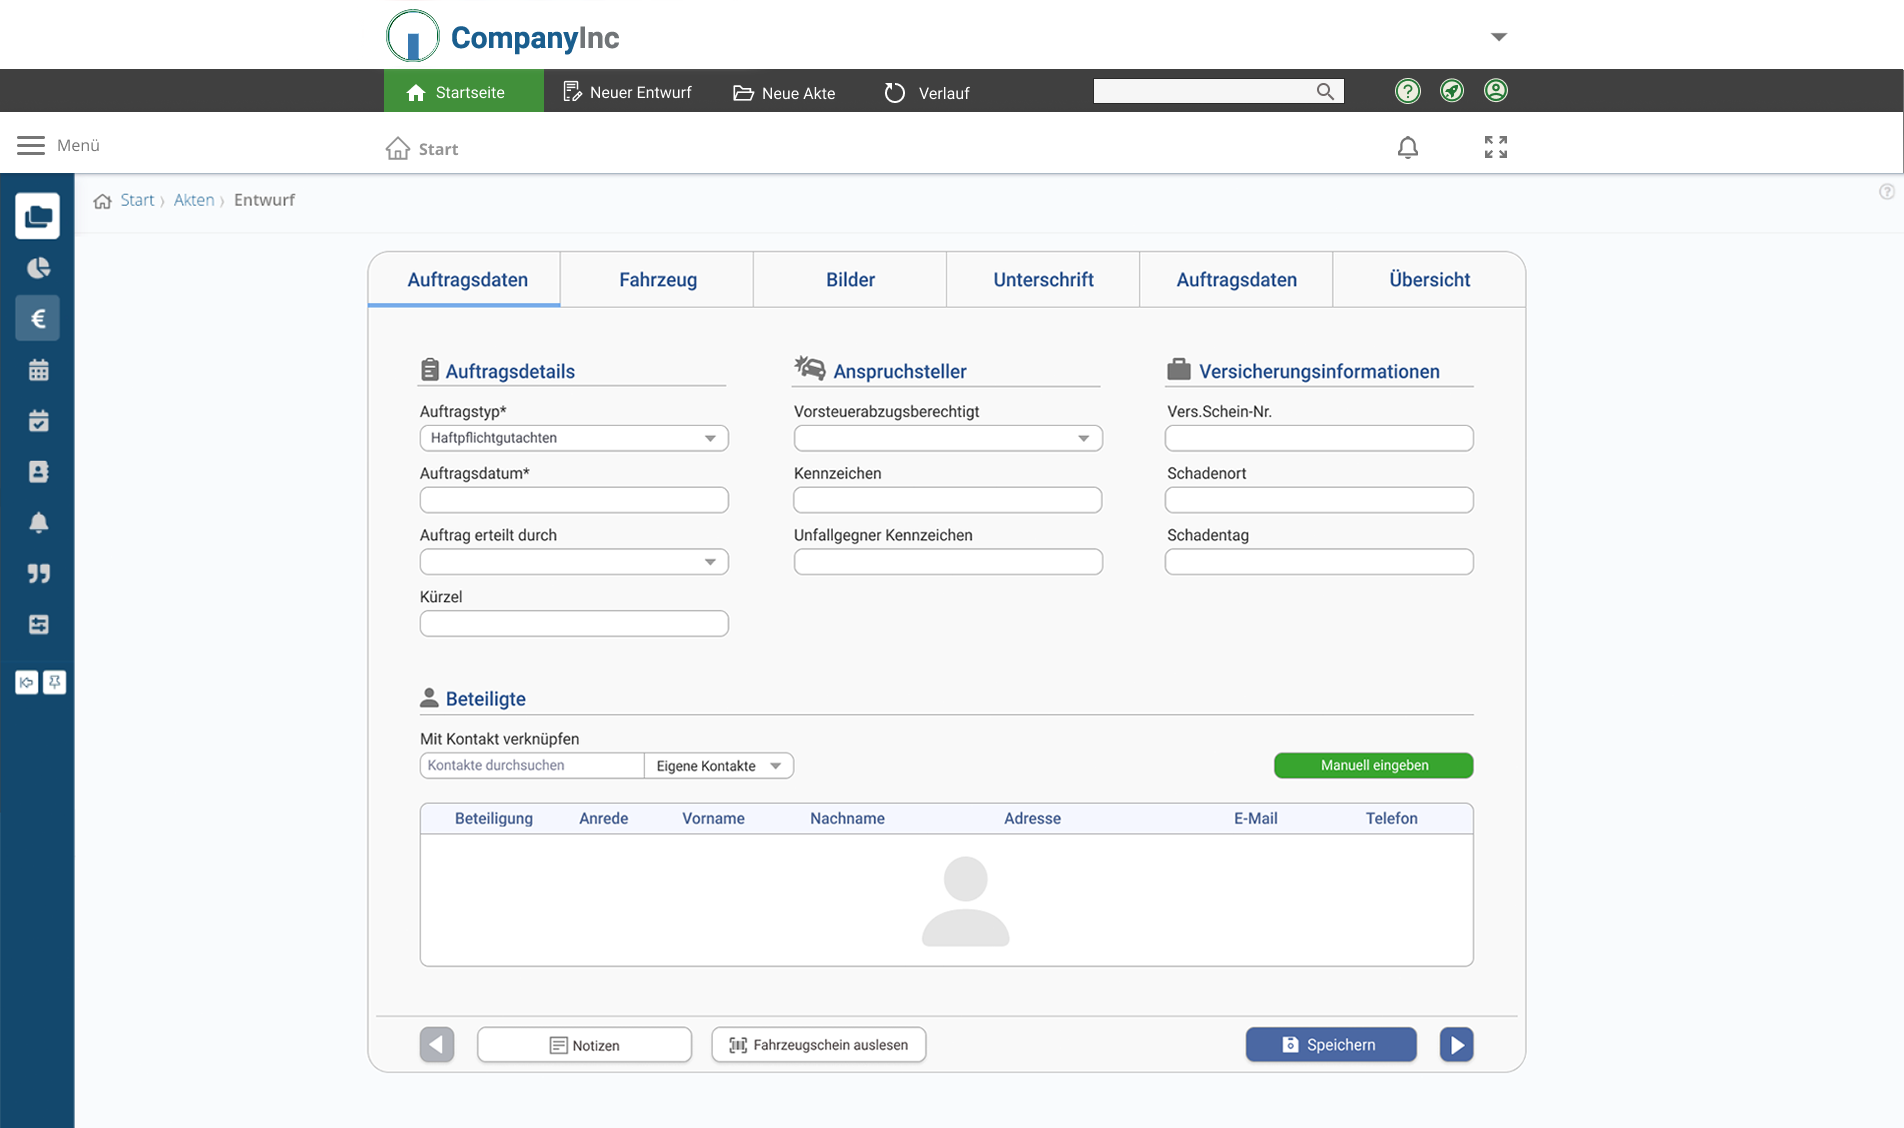 CompanyInc
Startseite
Neuer Entwurf
Neue Akte
Verlauf
Menü
Start
Start › Akten › Entwurf
Auftragsdaten
Fahrzeug
Bilder
Unterschrift
Auftragsdaten
Übersicht
Auftragsdetails
Auftragstyp*
Haftpflichtgutachten
Auftragsdatum*
Auftrag erteilt durch
Kürzel
Anspruchsteller
Vorsteuerabzugsberechtigt
Kennzeichen
Unfallgegner Kennzeichen
Versicherungsinformationen
Vers.Schein-Nr.
Schadenort
Schadentag
Beteiligte
Mit Kontakt verknüpfen
Kontakte durchsuchen
Eigene Kontakte
Manuell eingeben
Beteiligung
Anrede
Vorname
Nachname
Adresse
E-Mail
Telefon
Notizen
Fahrzeugschein auslesen
Speichern